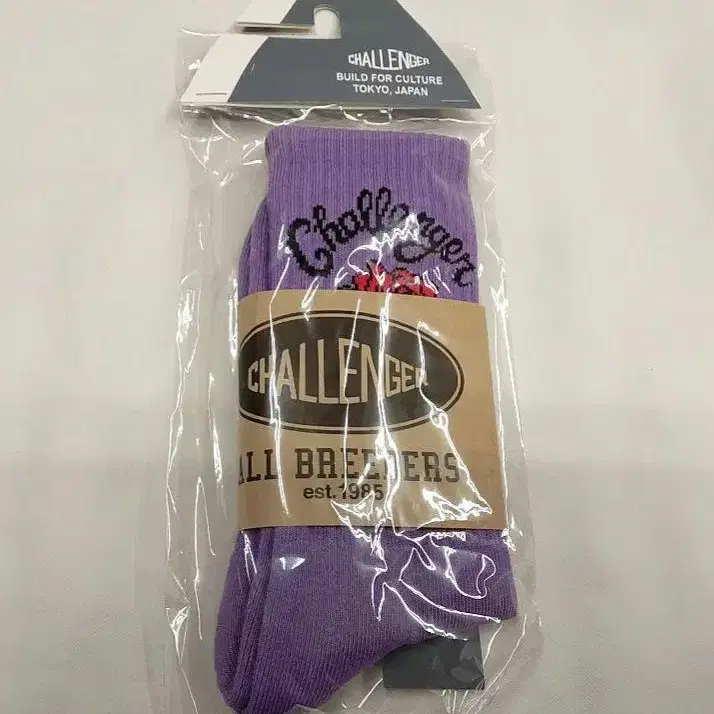 CHALLENGER
BUILD FOR CULTURE
TOKYO, JAPAN
Challenger
CHALLENGER
ALL BREEDERS
est.1985